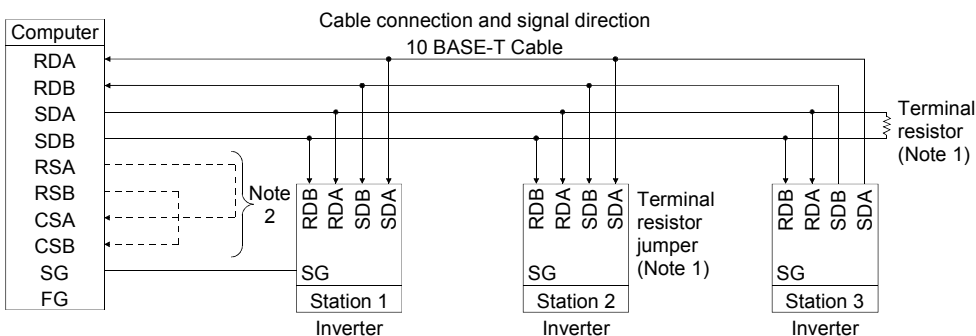 Cable connection and signal direction
10 BASE-T Cable
Computer
RDA
RDB
SDA
SDB
RSA
RSB
CSA
CSB
SG
FG
Note
2
RDB
RDA
SDB
SDA
SG
Station 1
Inverter
RDB
RDA
SDB
SDA
SG
Station 2
Inverter
Terminal
resistor
jumper
(Note 1)
RDB
RDA
SDB
SDA
SG
Station 3
Inverter
Terminal
resistor
(Note 1)